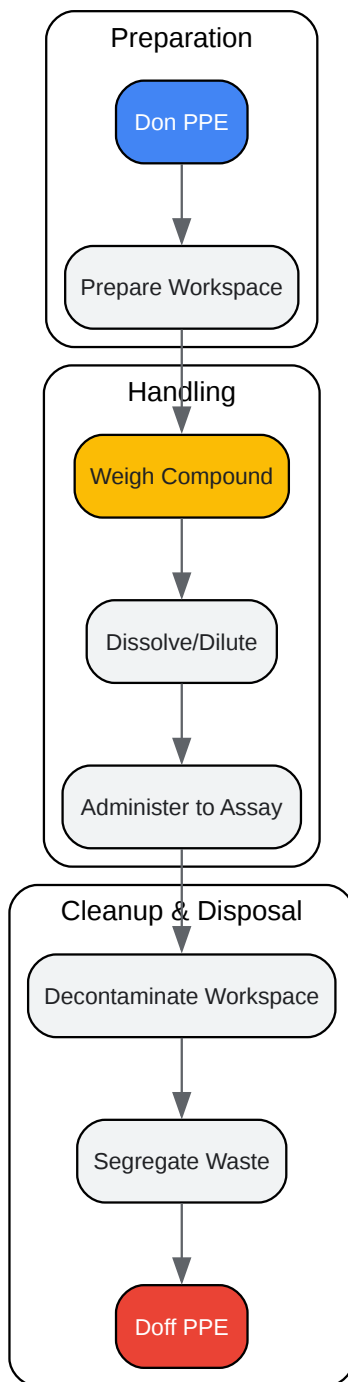 Preparation
Don PPE
Prepare Workspace
Handling
Weigh Compound
Dissolve/Dilute
Administer to Assay
Cleanup & Disposal
Decontaminate Workspace
Segregate Waste
Doff PPE